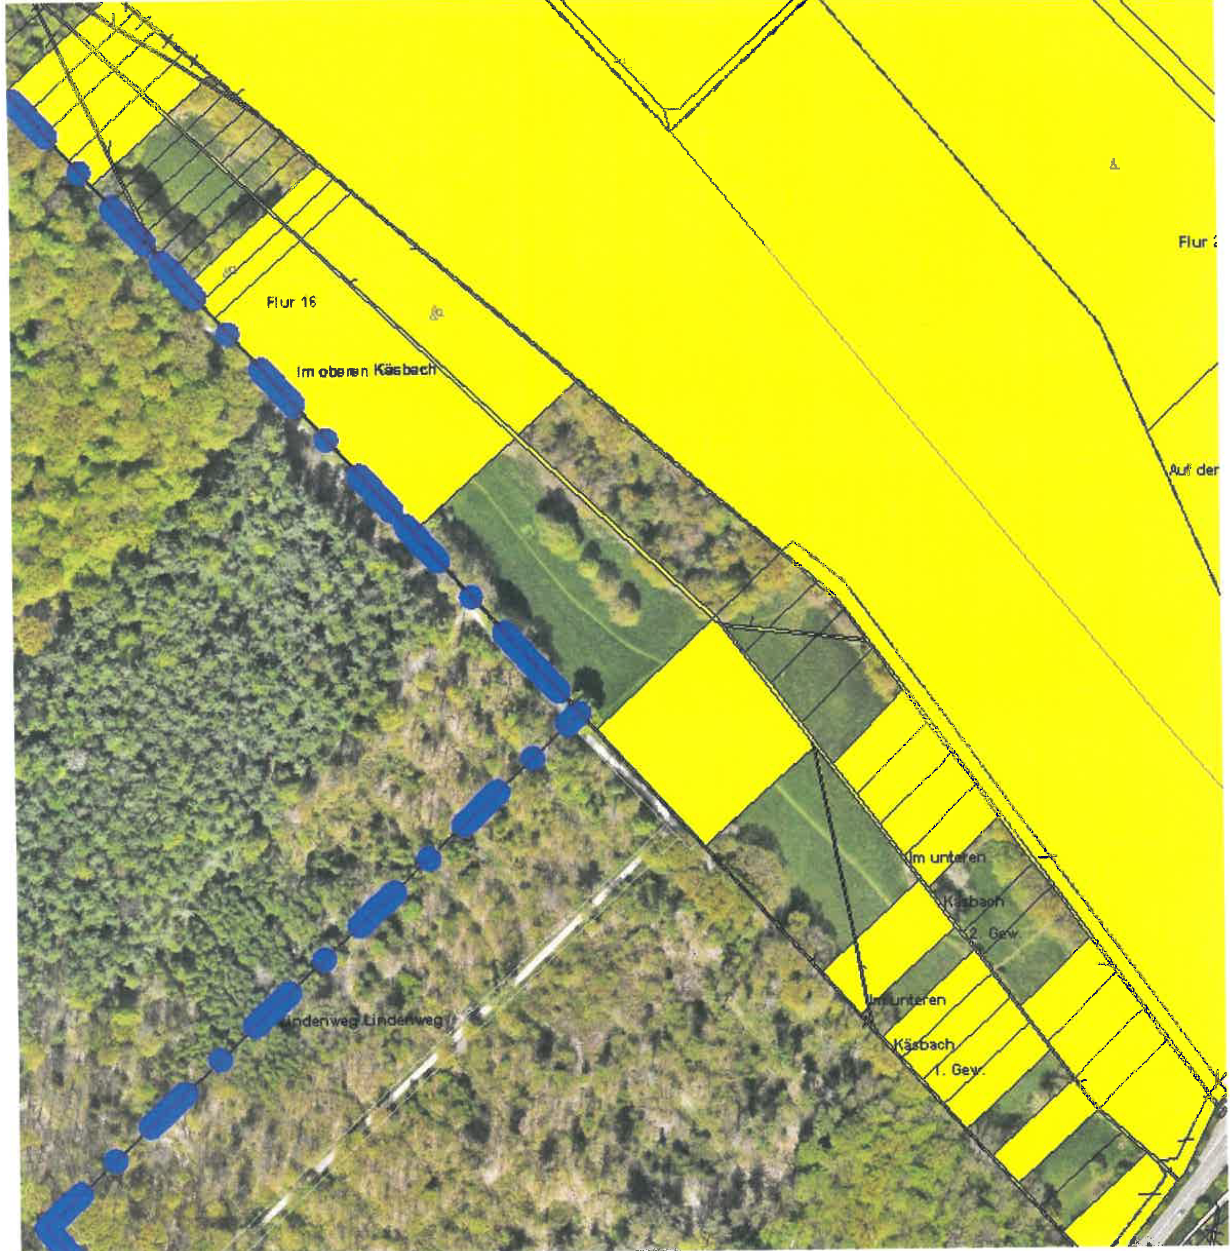 Flur 2
Flur 16
Im oberen Käsbach
Auf der
Im unteren
Käsbach
2. Gew.
Im unteren
Käsbach
1. Gew.
Lindenweg Lindenweg